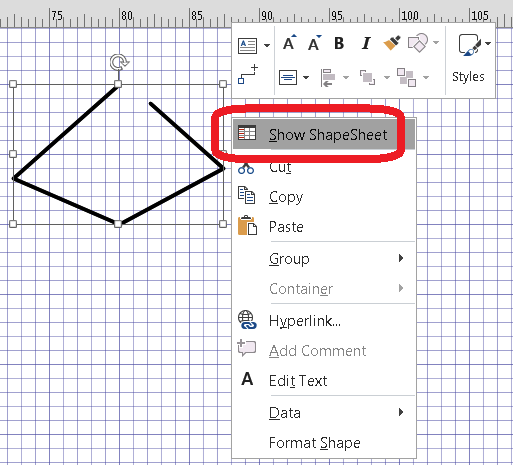 75 80. 85. 90 95. 100. 105
A A B I
Styles
Show ShapeSheet
Cut
Copy
Paste
Group
Container
Hyperlink...
Add Comment
A Edit Text
Data
Format Shape